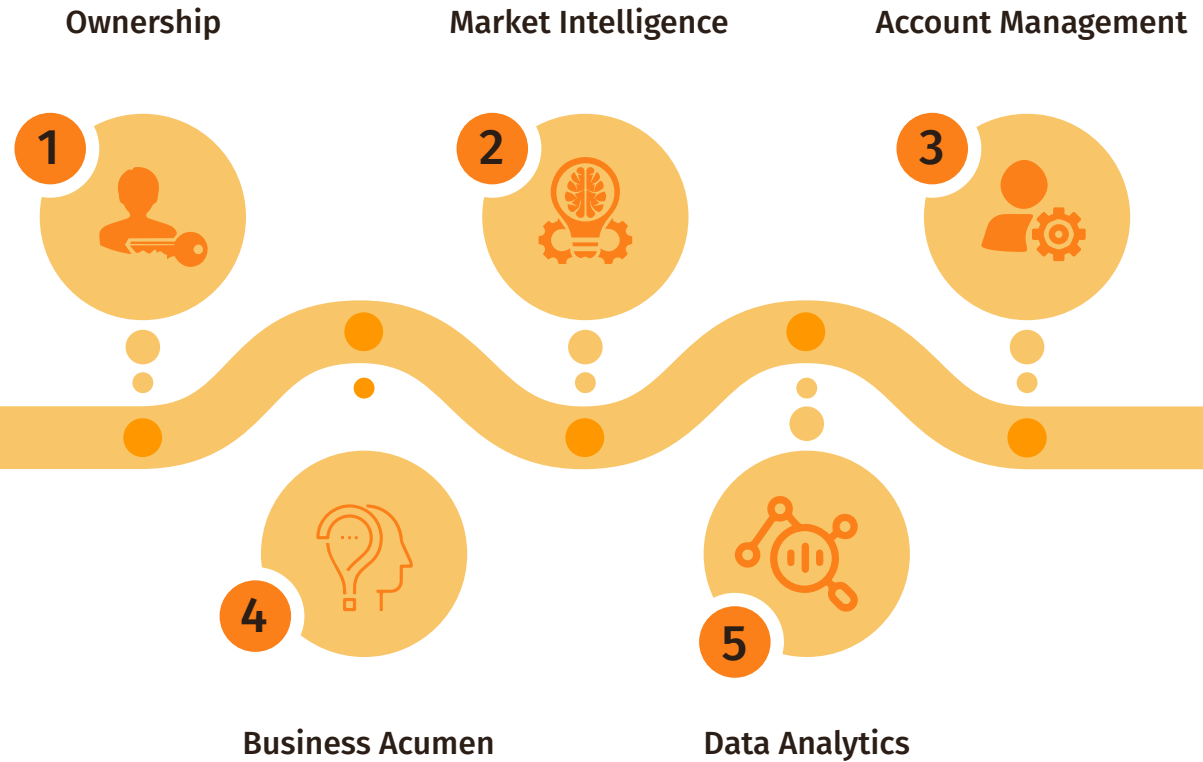 Ownership
Market Intelligence
Account Management
1
2
3
4
5
Business Acumen
Data Analytics